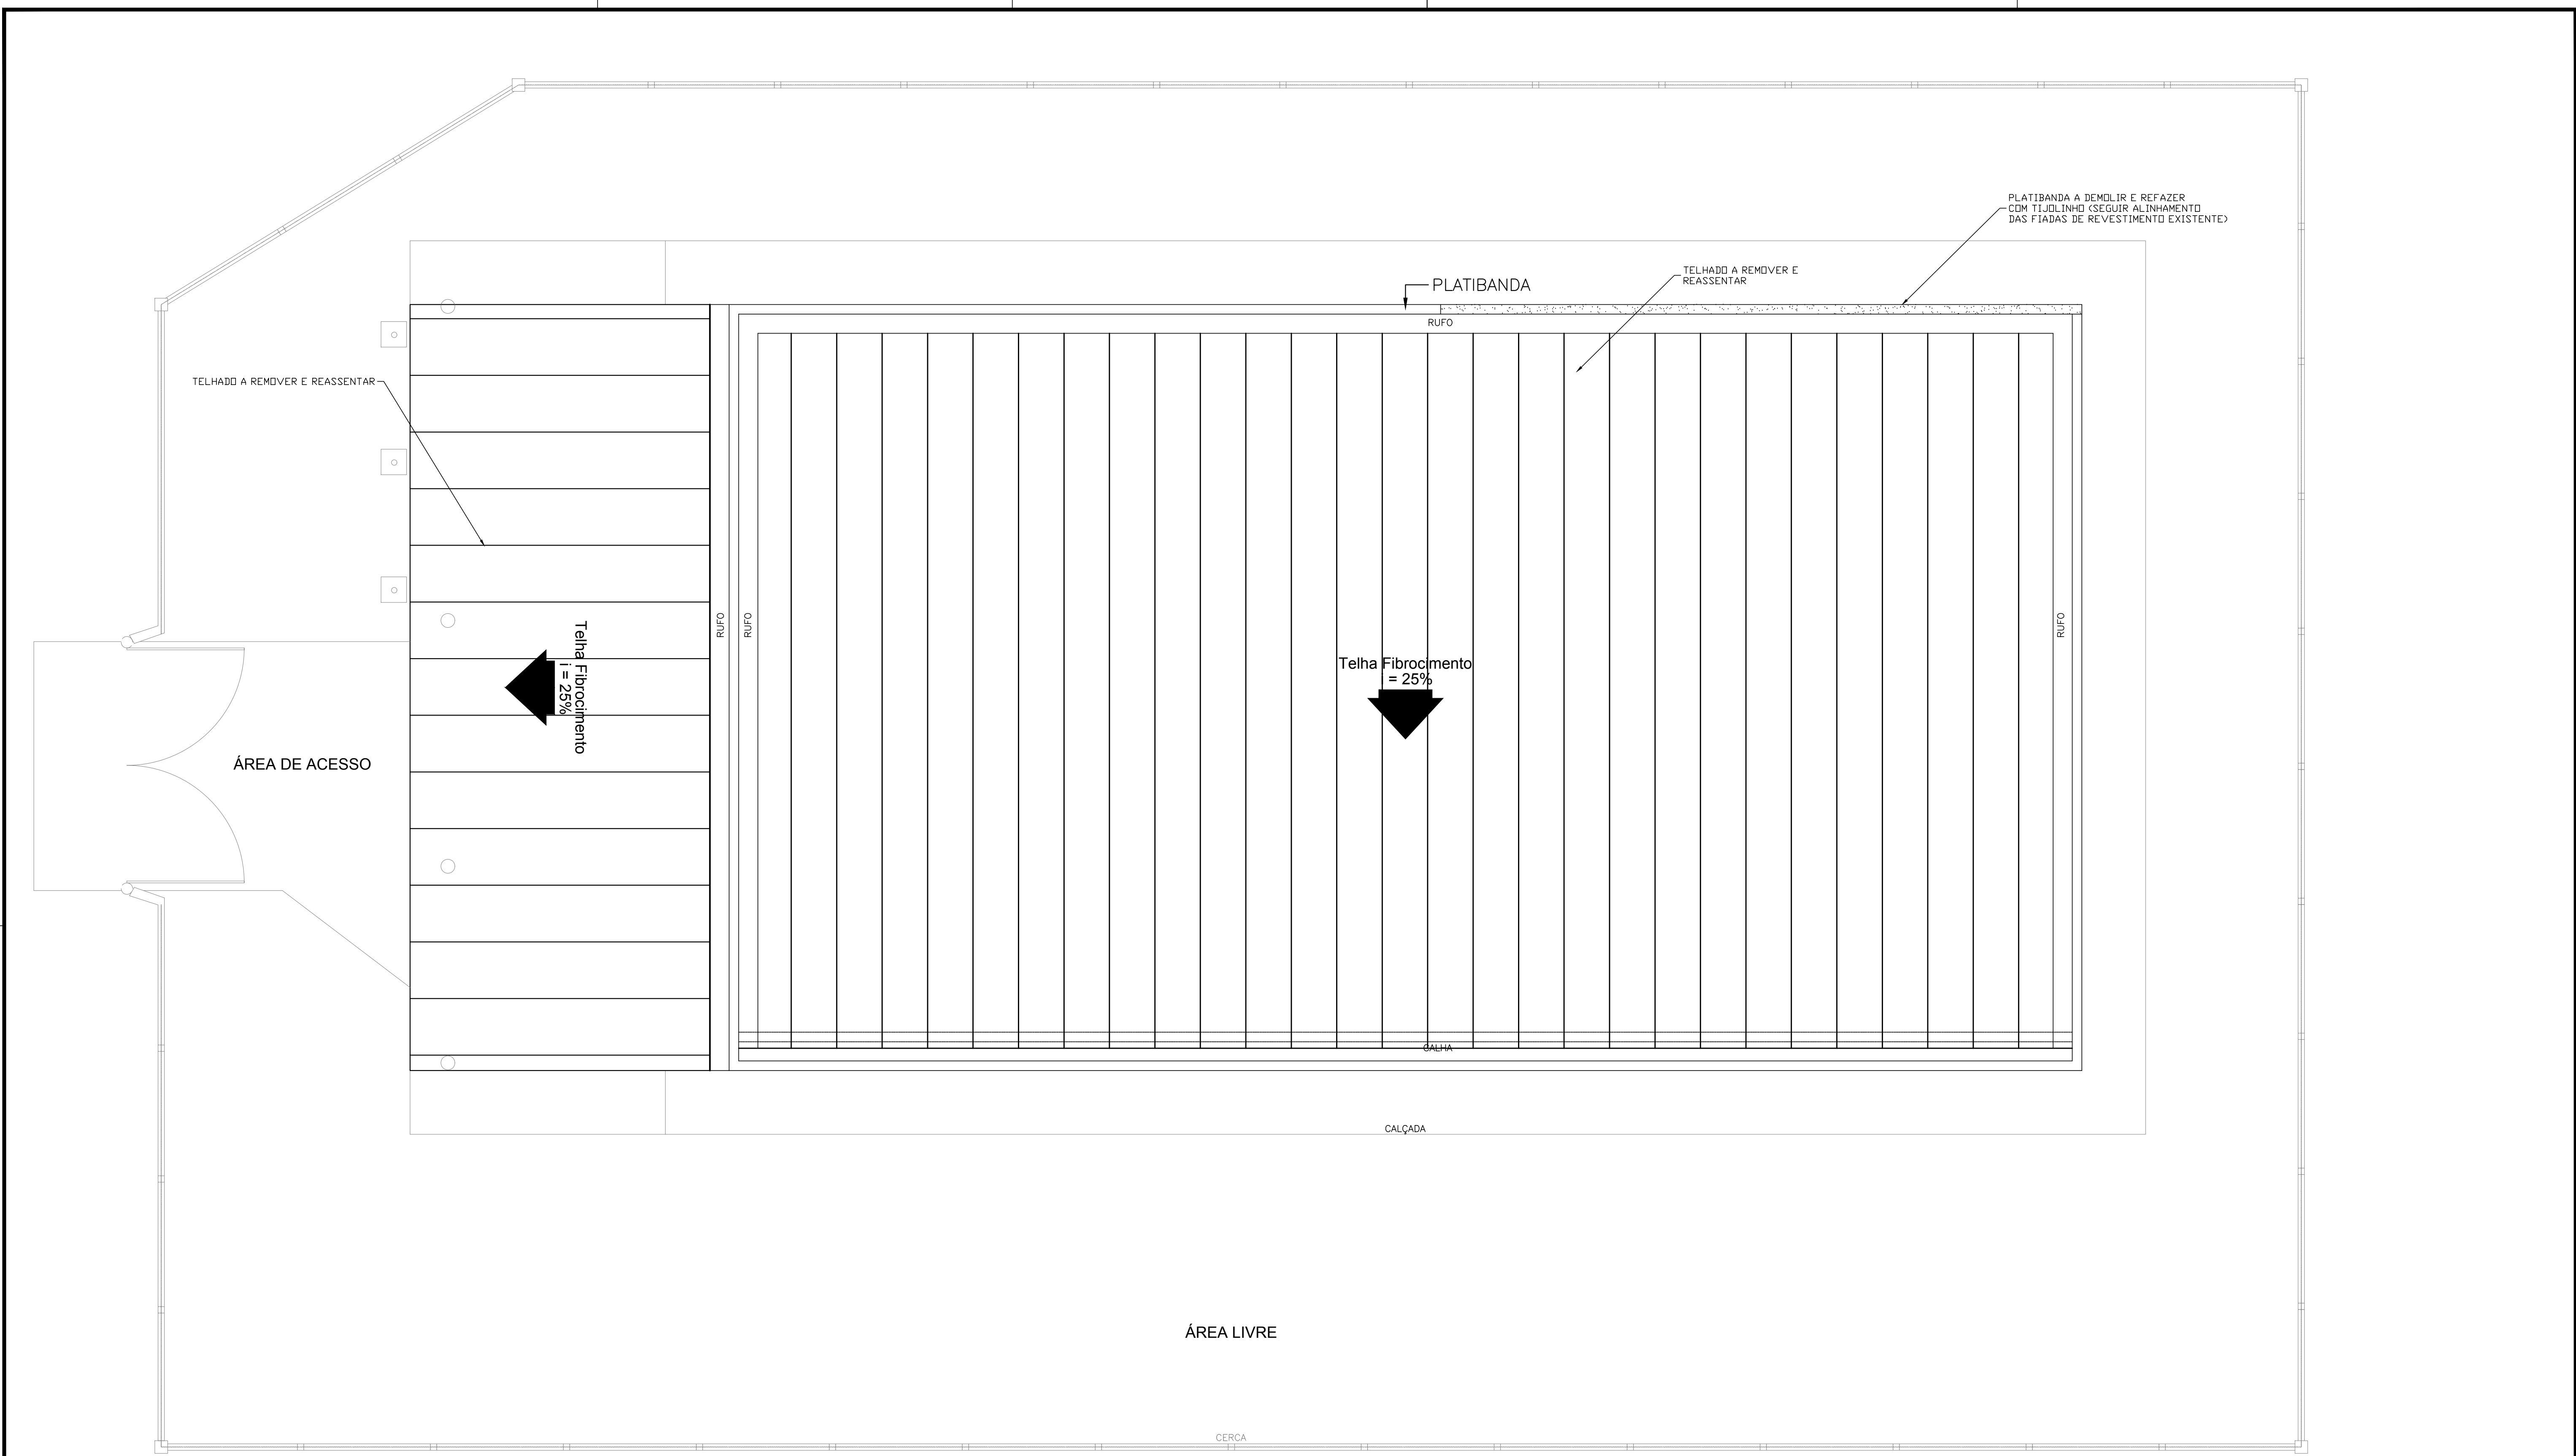 PLATIBANDA A DEMOLIR E REFAZER
COM TIJOLINHO (SEGUIR ALINHAMENTO
DAS FIADAS DE REVESTIMENTO EXISTENTE)
TELHADO A REMOVER E
REASSENTAR
PLATIBANDA
RUFO
TELHADO A REMOVER E REASSENTAR
RUFO
RUFO
RUFO
Telha Fibrocimento
i = 25%
Telha Fibrocimento
i = 25%
ÁREA DE ACESSO
CALHA
CALÇADA
ÁREA LIVRE
CERCA